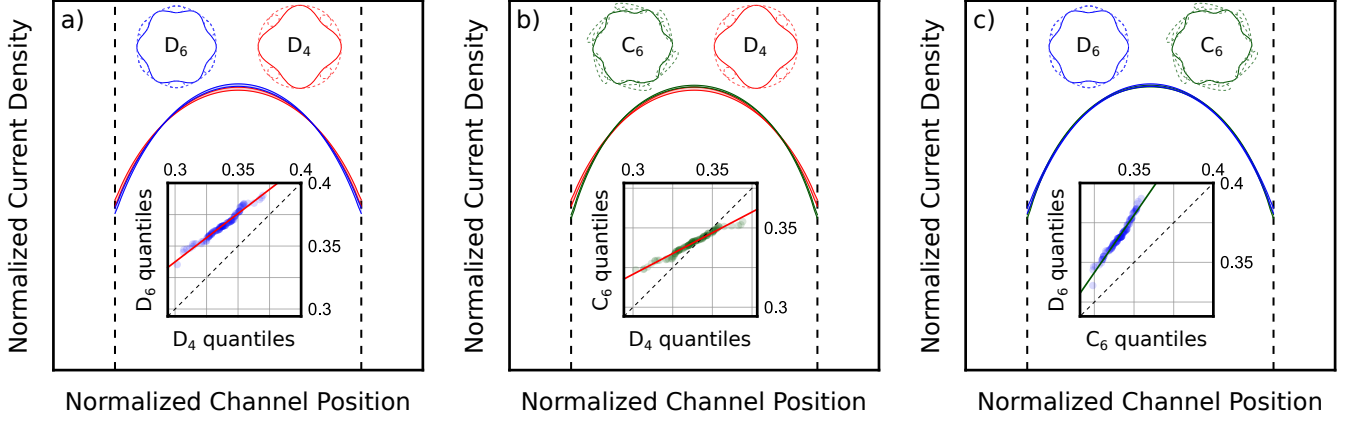 a)
D₆
D₄
Normalized Current Density
0.3
0.35
0.4
0.4
0.35
0.3
D₆ quantiles
D₄ quantiles
Normalized Channel Position
b)
C₆
D₄
Normalized Current Density
0.3
0.35
0.35
0.3
C₆ quantiles
D₄ quantiles
Normalized Channel Position
c)
D₆
C₆
Normalized Current Density
0.35
0.4
0.4
0.35
D₆ quantiles
C₆ quantiles
Normalized Channel Position